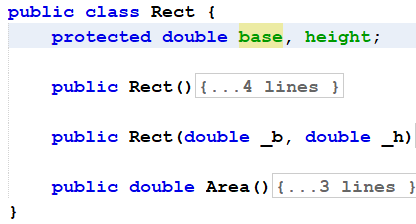 public class Rect {
protected double base, height;
public Rect(){...4 lines }
public Rect(double _b, double _h)
public double Area(){...3 lines }
}